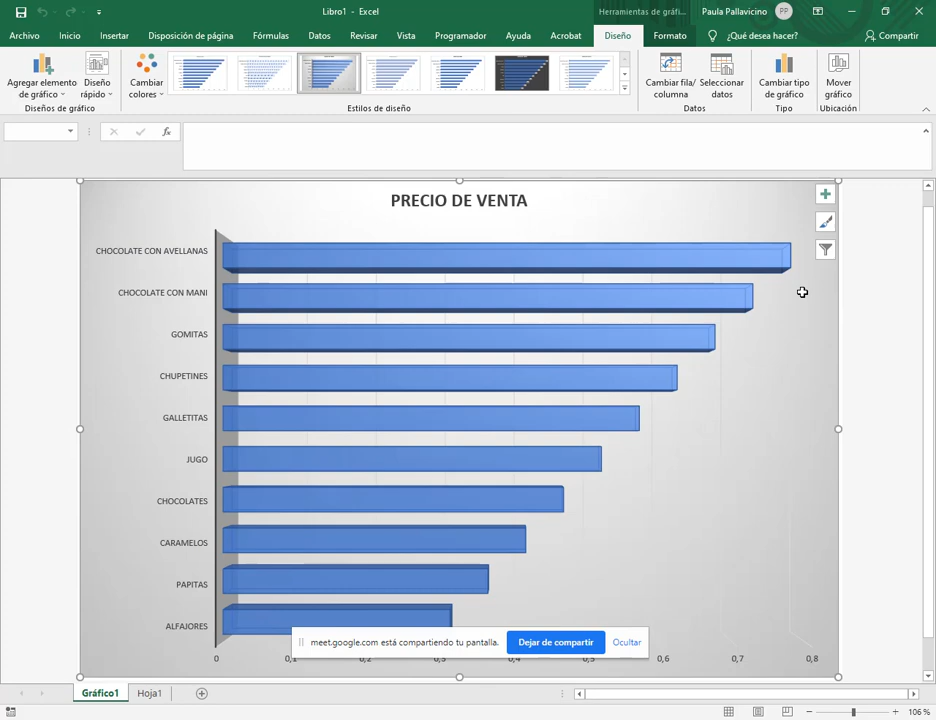 Libro1 - Excel
Herramientas de gráfi...
Paula Pallavicino
PP
Archivo Inicio Insertar Disposición de página Fórmulas Datos Revisar Vista Programador Ayuda Acrobat Diseño Formato ¿Qué desea hacer? Compartir
Agregar elemento de gráfico
Diseño rápido
Cambiar colores
Cambiar fila/columna
Seleccionar datos
Cambiar tipo de gráfico
Mover gráfico
Diseños de gráfico Estilos de diseño Datos Tipo Ubicación
fx
PRECIO DE VENTA
CHOCOLATE CON AVELLANAS
CHOCOLATE CON MANI
GOMITAS
CHUPETINES
GALLETITAS
JUGO
CHOCOLATES
CARAMELOS
PAPITAS
ALFAJORES
meet.google.com está compartiendo tu pantalla. Dejar de compartir Ocultar
0 0,1 0,4 0,5 0,6 0,7 0,8
Gráfico1 Hoja1
106 %